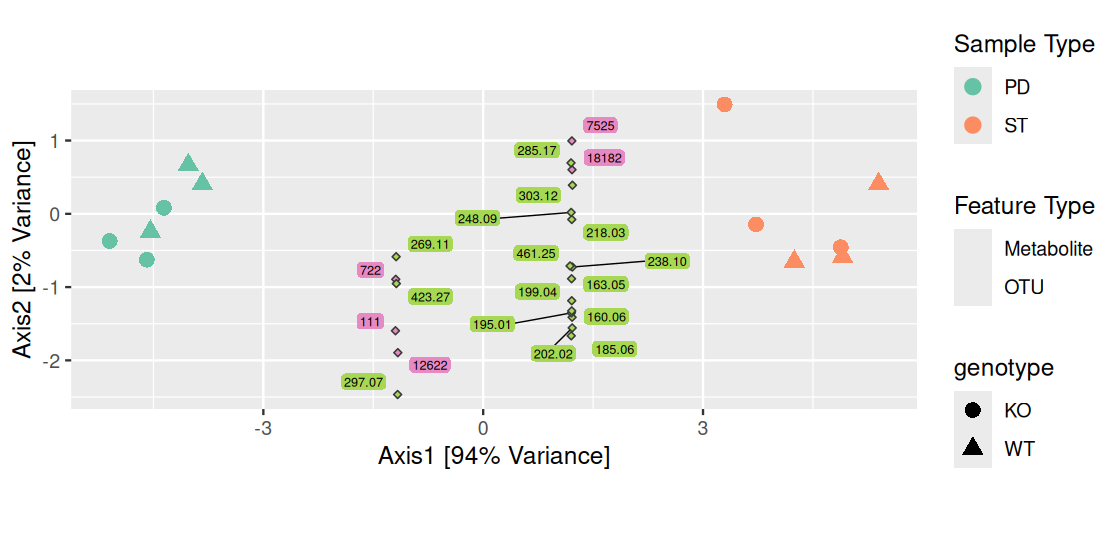 Sample Type
PD
ST
Feature Type
Metabolite
OTU
genotype
KO
WT
Axis2 [2% Variance]
1
0
-1
-2
7525
285.17
18182
303.12
248.09
218.03
269.11
461.25
238.10
722
163.05
199.04
423.27
160.06
111
195.01
185.06
202.02
12622
297.07
-3
0
3
Axis1 [94% Variance]